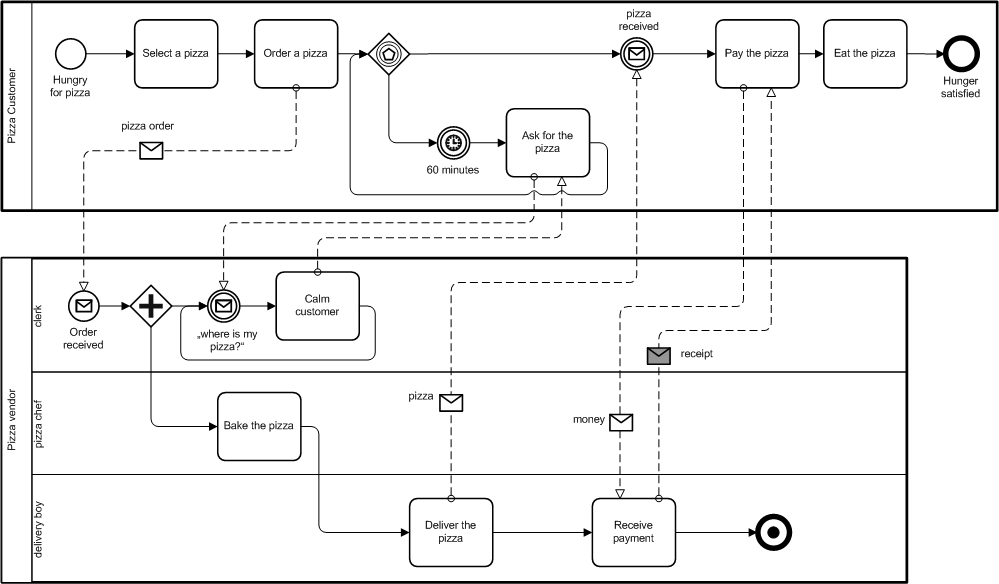 Pizza Customer
Hungry
for pizza
Select a pizza
Order a pizza
pizza
received
Pay the pizza
Eat the pizza
Hunger
satisfied
pizza order
60 minutes
Ask for the
pizza
Pizza vendor
clerk
Order
received
„where is my
pizza?“
Calm
customer
receipt
pizza chef
Bake the pizza
pizza
money
delivery boy
Deliver the
pizza
Receive
payment